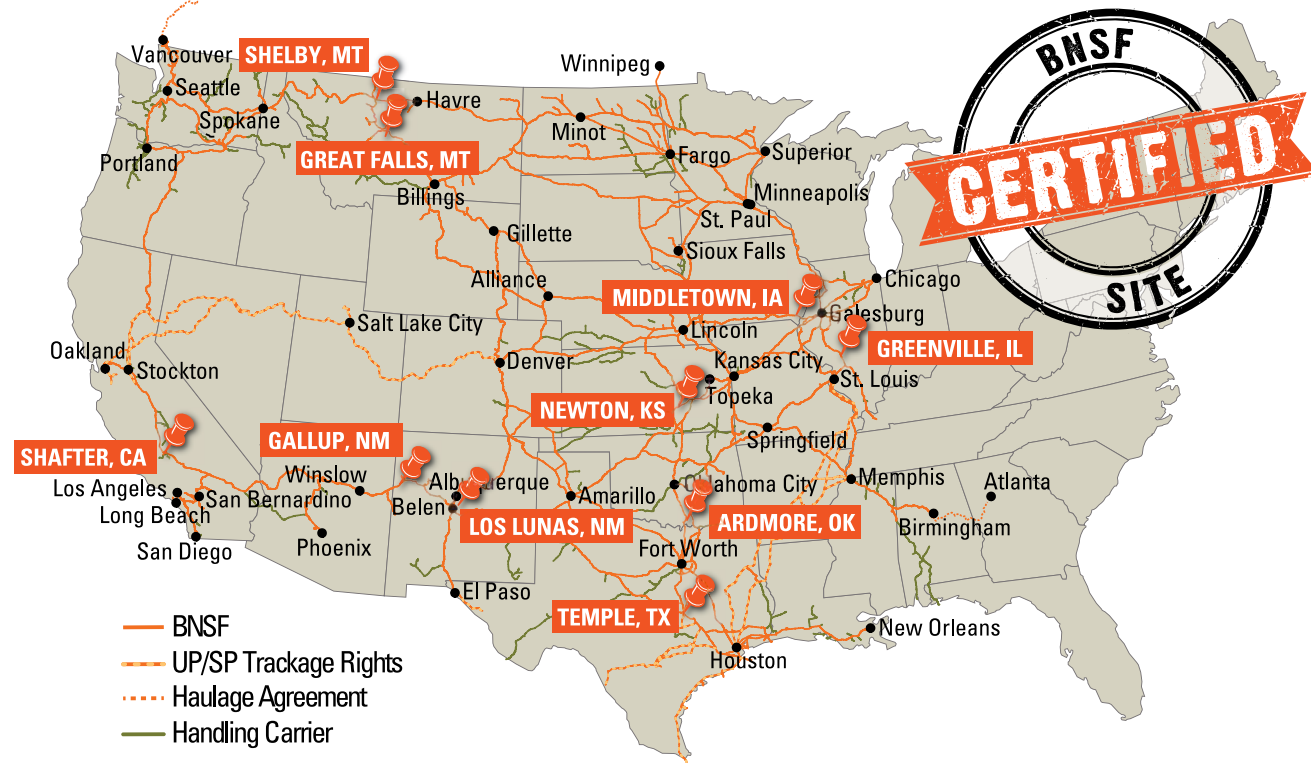 Vancouver
SHELBY, MT
Winnipeg
BNSF
CERTIFIED
SITE
Seattle
Havre
Spokane
Minot
Portland
GREAT FALLS, MT
Fargo
Superior
Billings
Minneapolis
St. Paul
Gillette
Sioux Falls
Alliance
Chicago
MIDDLETOWN, IA
Galesburg
Salt Lake City
Lincoln
GREENVILLE, IL
Oakland
Stockton
Denver
Kansas City
St. Louis
Topeka
NEWTON, KS
SHAFTER, CA
GALLUP, NM
Springfield
Winslow
Los Angeles
San Bernardino
Long Beach
Albuquerque
Belen
Amarillo
Oklahoma City
Memphis
Atlanta
San Diego
Phoenix
LOS LUNAS, NM
ARDMORE, OK
Birmingham
Fort Worth
El Paso
TEMPLE, TX
New Orleans
Houston
BNSF
UP/SP Trackage Rights
Haulage Agreement
Handling Carrier